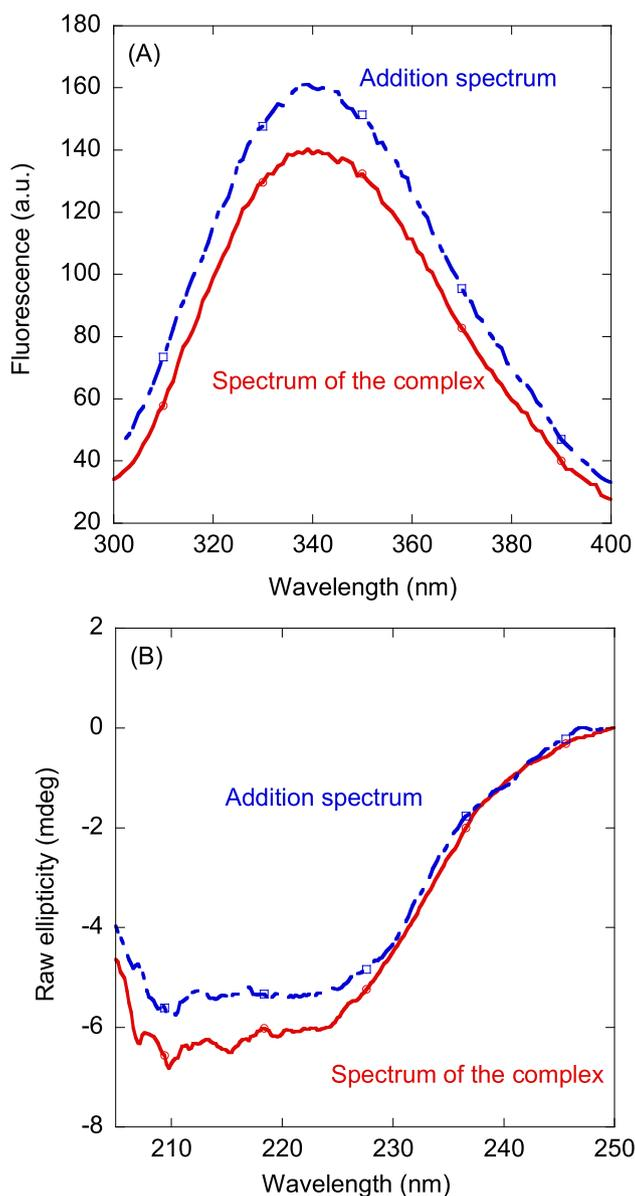 180
(A)
Addition spectrum
160
140
120
100
80
60
40
20
Fluorescence (a.u.)
Spectrum of the complex
300 320 340 360 380 400
Wavelength (nm)
2
(B)
0
-2
-4
-6
-8
Raw ellipticity (mdeg)
Addition spectrum
Spectrum of the complex
210 220 230 240 250
Wavelength (nm)